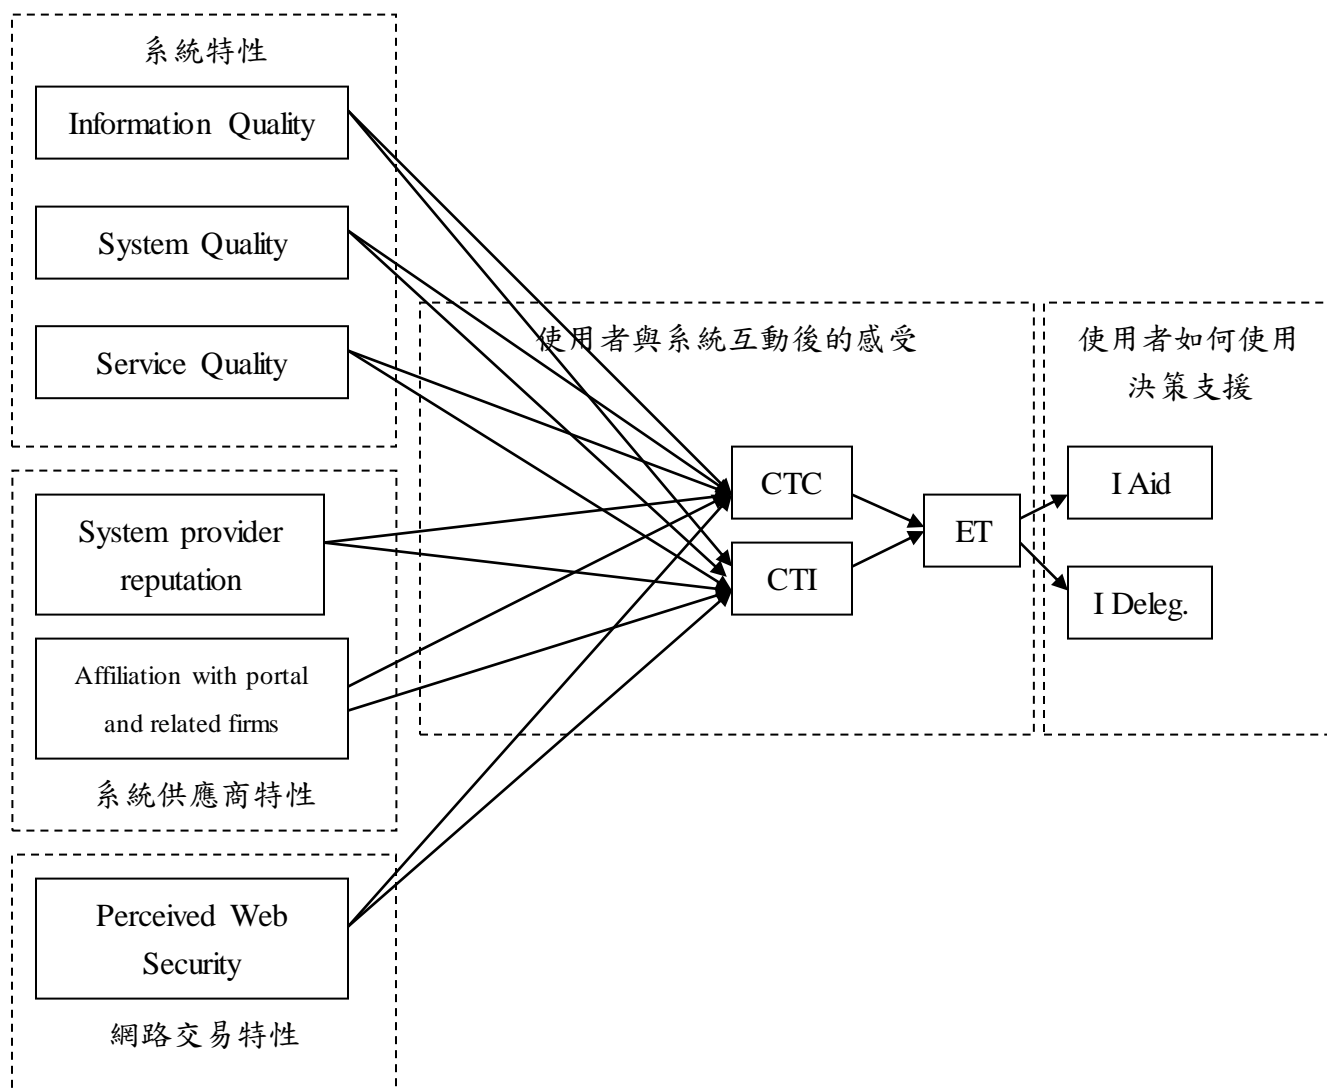 系統特性
Information Quality
System Quality
Service Quality
System provider
reputation
Affiliation with portal
and related firms
系統供應商特性
Perceived Web
Security
網路交易特性
使用者與系統互動後的感受
CTC
CTI
ET
使用者如何使用
決策支援
I Aid
I Deleg.